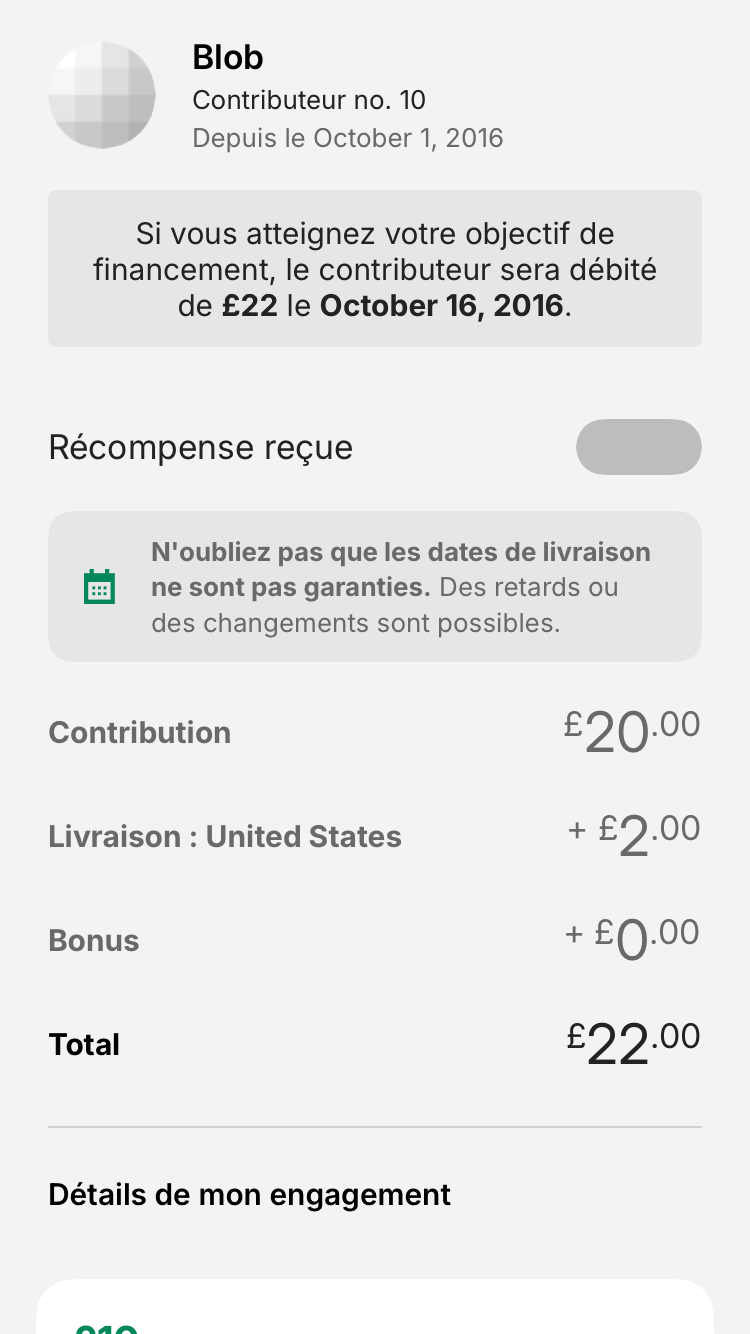 Blob
Contributeur no. 10
Depuis le October 1, 2016
Si vous atteignez votre objectif de
financement, le contributeur sera débité
de £22 le October 16, 2016.
Récompense reçue
N'oubliez pas que les dates de livraison
ne sont pas garanties. Des retards ou
des changements sont possibles.
Contribution £20.00
Livraison : United States + £2.00
Bonus + £0.00
Total £22.00
Détails de mon engagement